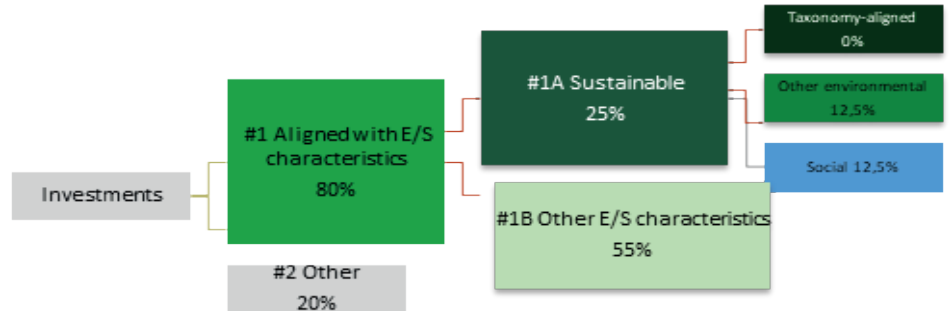 Investments
#1 Aligned with E/S
characteristics
80%
#2 Other
20%
#1A Sustainable
25%
#1B Other E/S characteristics
55%
Taxonomy-aligned
0%
Other environmental
12,5%
Social 12,5%